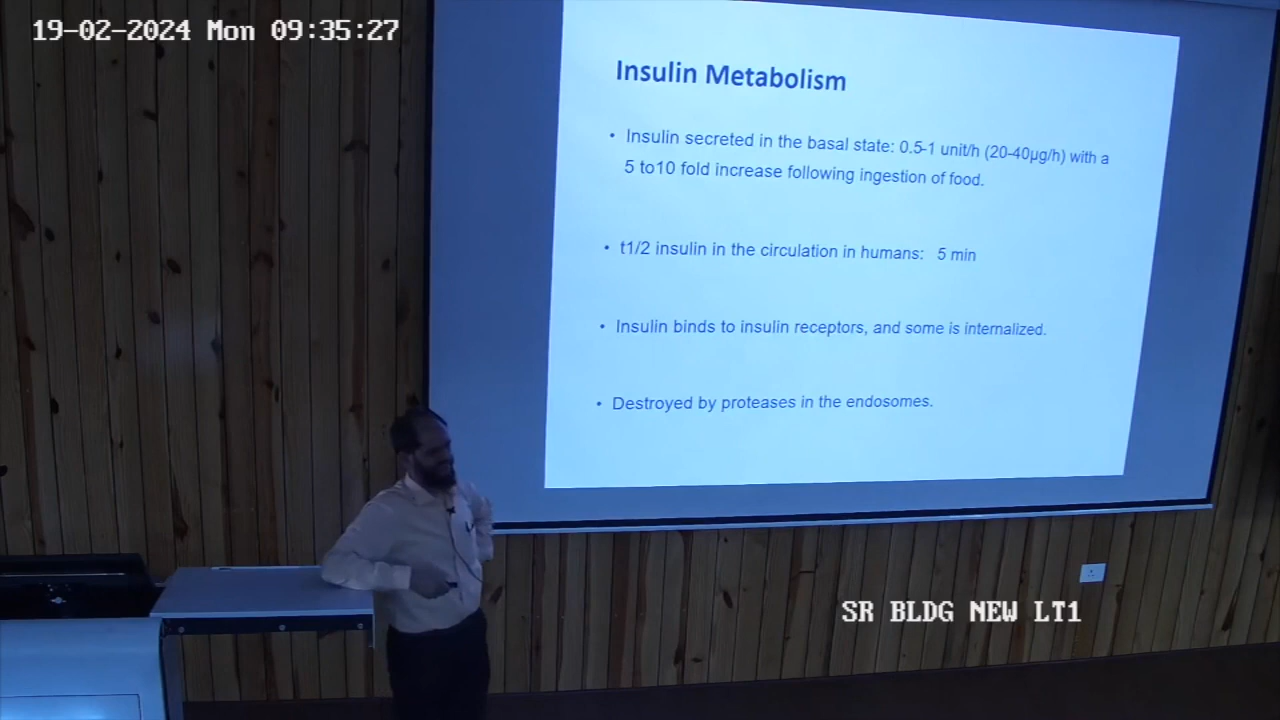 19-02-2024 Mon 09:35:27
Insulin Metabolism
• Insulin secreted in the basal state: 0.5-1 unit/h (20-40µg/h) with a
5 to10 fold increase following ingestion of food.
• t1/2 insulin in the circulation in humans: 5 min
• Insulin binds to insulin receptors, and some is internalized.
• Destroyed by proteases in the endosomes.
SR BLDG NEW LT1